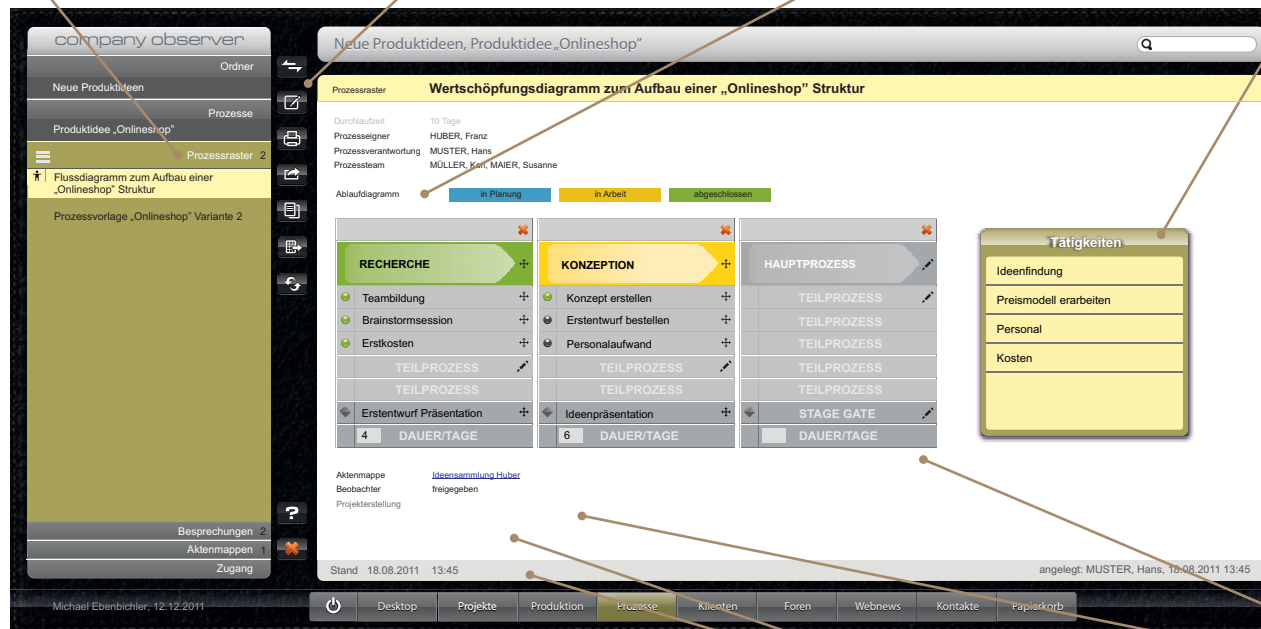 company observer
Ordner
Neue Produktideen
Prozesse
Produktidee „Onlineshop”
Prozessraster 2
Flussdiagramm zum Aufbau einer
„Onlineshop” Struktur
Prozessvorlage „Onlineshop” Variante 2
Besprechungen 2
Aktenmappen 1
Zugang
Michael Ebenbichler, 12.12.2011
?
Neue Produktideen, Produktidee „Onlineshop”
Prozessraster Wertschöpfungsdiagramm zum Aufbau einer „Onlineshop” Struktur
Durchlaufzeit 10 Tage
Prozesseigner HUBER, Franz
Prozessverantwortung MUSTER, Hans
Prozessteam MÜLLER, Karl, MAIER, Susanne
Ablaufdiagramm in Planung in Arbeit abgeschlossen
RECHERCHE
Teambildung
Brainstormsession
Erstkosten
TEILPROZESS
TEILPROZESS
Erstentwurf Präsentation
4 DAUER/TAGE
KONZEPTION
Konzept erstellen
Erstentwurf bestellen
Personalaufwand
TEILPROZESS
TEILPROZESS
Ideenpräsentation
6 DAUER/TAGE
HAUPTPROZESS
TEILPROZESS
TEILPROZESS
TEILPROZESS
TEILPROZESS
TEILPROZESS
STAGE GATE
DAUER/TAGE
Tätigkeiten
Ideenfindung
Preismodell erarbeiten
Personal
Kosten
Aktenmappe Ideensammlung Huber
Beobachter freigegeben
Projekterstellung
Stand 18.08.2011 13:45 angelegt: MUSTER, Hans, 18.08.2011 13:45
Desktop Projekte Produktion Prozesse Klienten Foren Webnews Kontakte Papierkorb